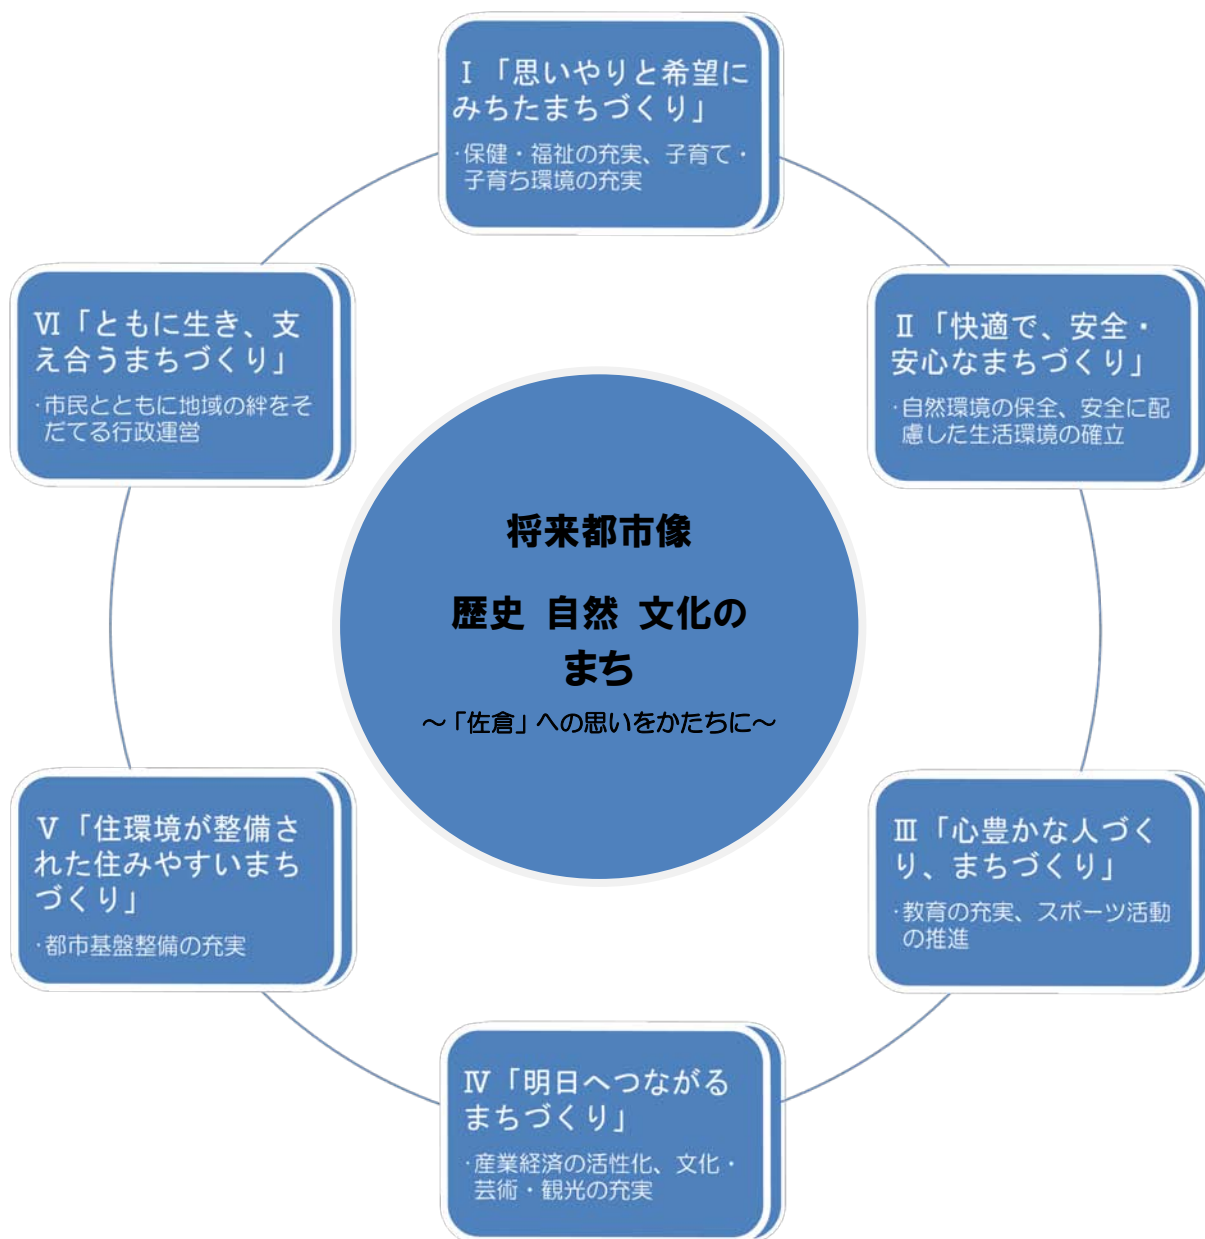 Ⅰ「思いやりと希望に
みちたまちづくり」
・保健・福祉の充実、子育て・
子育ち環境の充実
Ⅱ「快適で、安全・
安心なまちづくり」
・自然環境の保全、安全に配
慮した生活環境の確立
Ⅲ「心豊かな人づく
り、まちづくり」
・教育の充実、スポーツ活動
の推進
Ⅳ「明日へつながる
まちづくり」
・産業経済の活性化、文化・
芸術・観光の充実
Ⅴ「住環境が整備さ
れた住みやすいまち
づくり」
・都市基盤整備の充実
Ⅵ「ともに生き、支
え合うまちづくり」
・市民とともに地域の絆をそ
だてる行政運営
将来都市像
歴史 自然 文化の
まち
～「佐倉」への思いをかたちに～